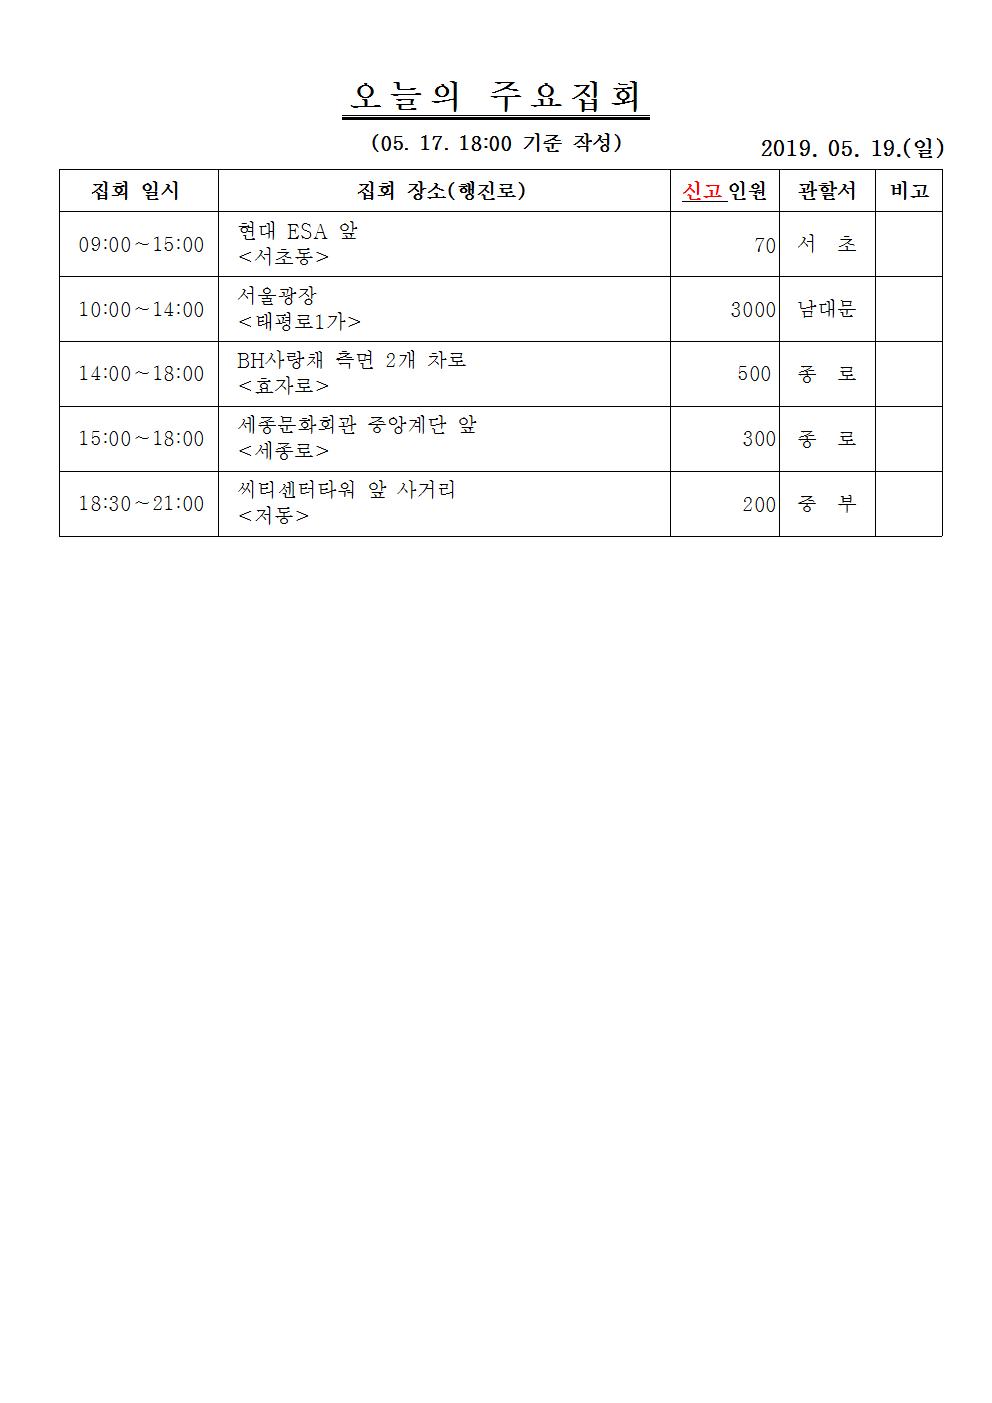 오늘의 주요집회
(05. 17. 18:00 기준 작성)
2019. 05. 19.(일)
집회 일시 집회 장소(행진로) 신고인원 관할서 비고
09:00~15:00 현대 ESA 앞 <서초동> 70 서 초
10:00~14:00 서울광장 <태평로1가> 3000 남대문
14:00~18:00 BH사랑채 측면 2개 차로 <효자로> 500 종 로
15:00~18:00 세종문화회관 중앙계단 앞 <세종로> 300 종 로
18:30~21:00 씨티센터타워 앞 사거리 <저동> 200 중 부